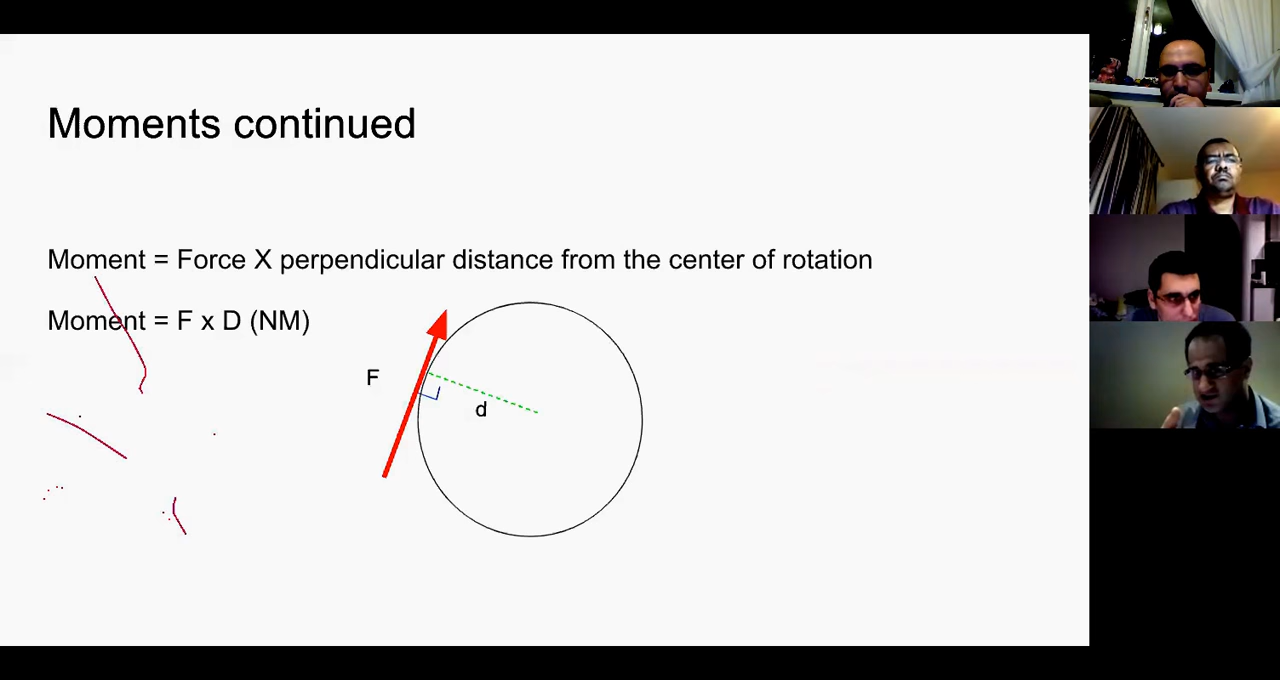 Moments continued
Moment = Force X perpendicular distance from the center of rotation
Moment = F x D (NM)
F
d